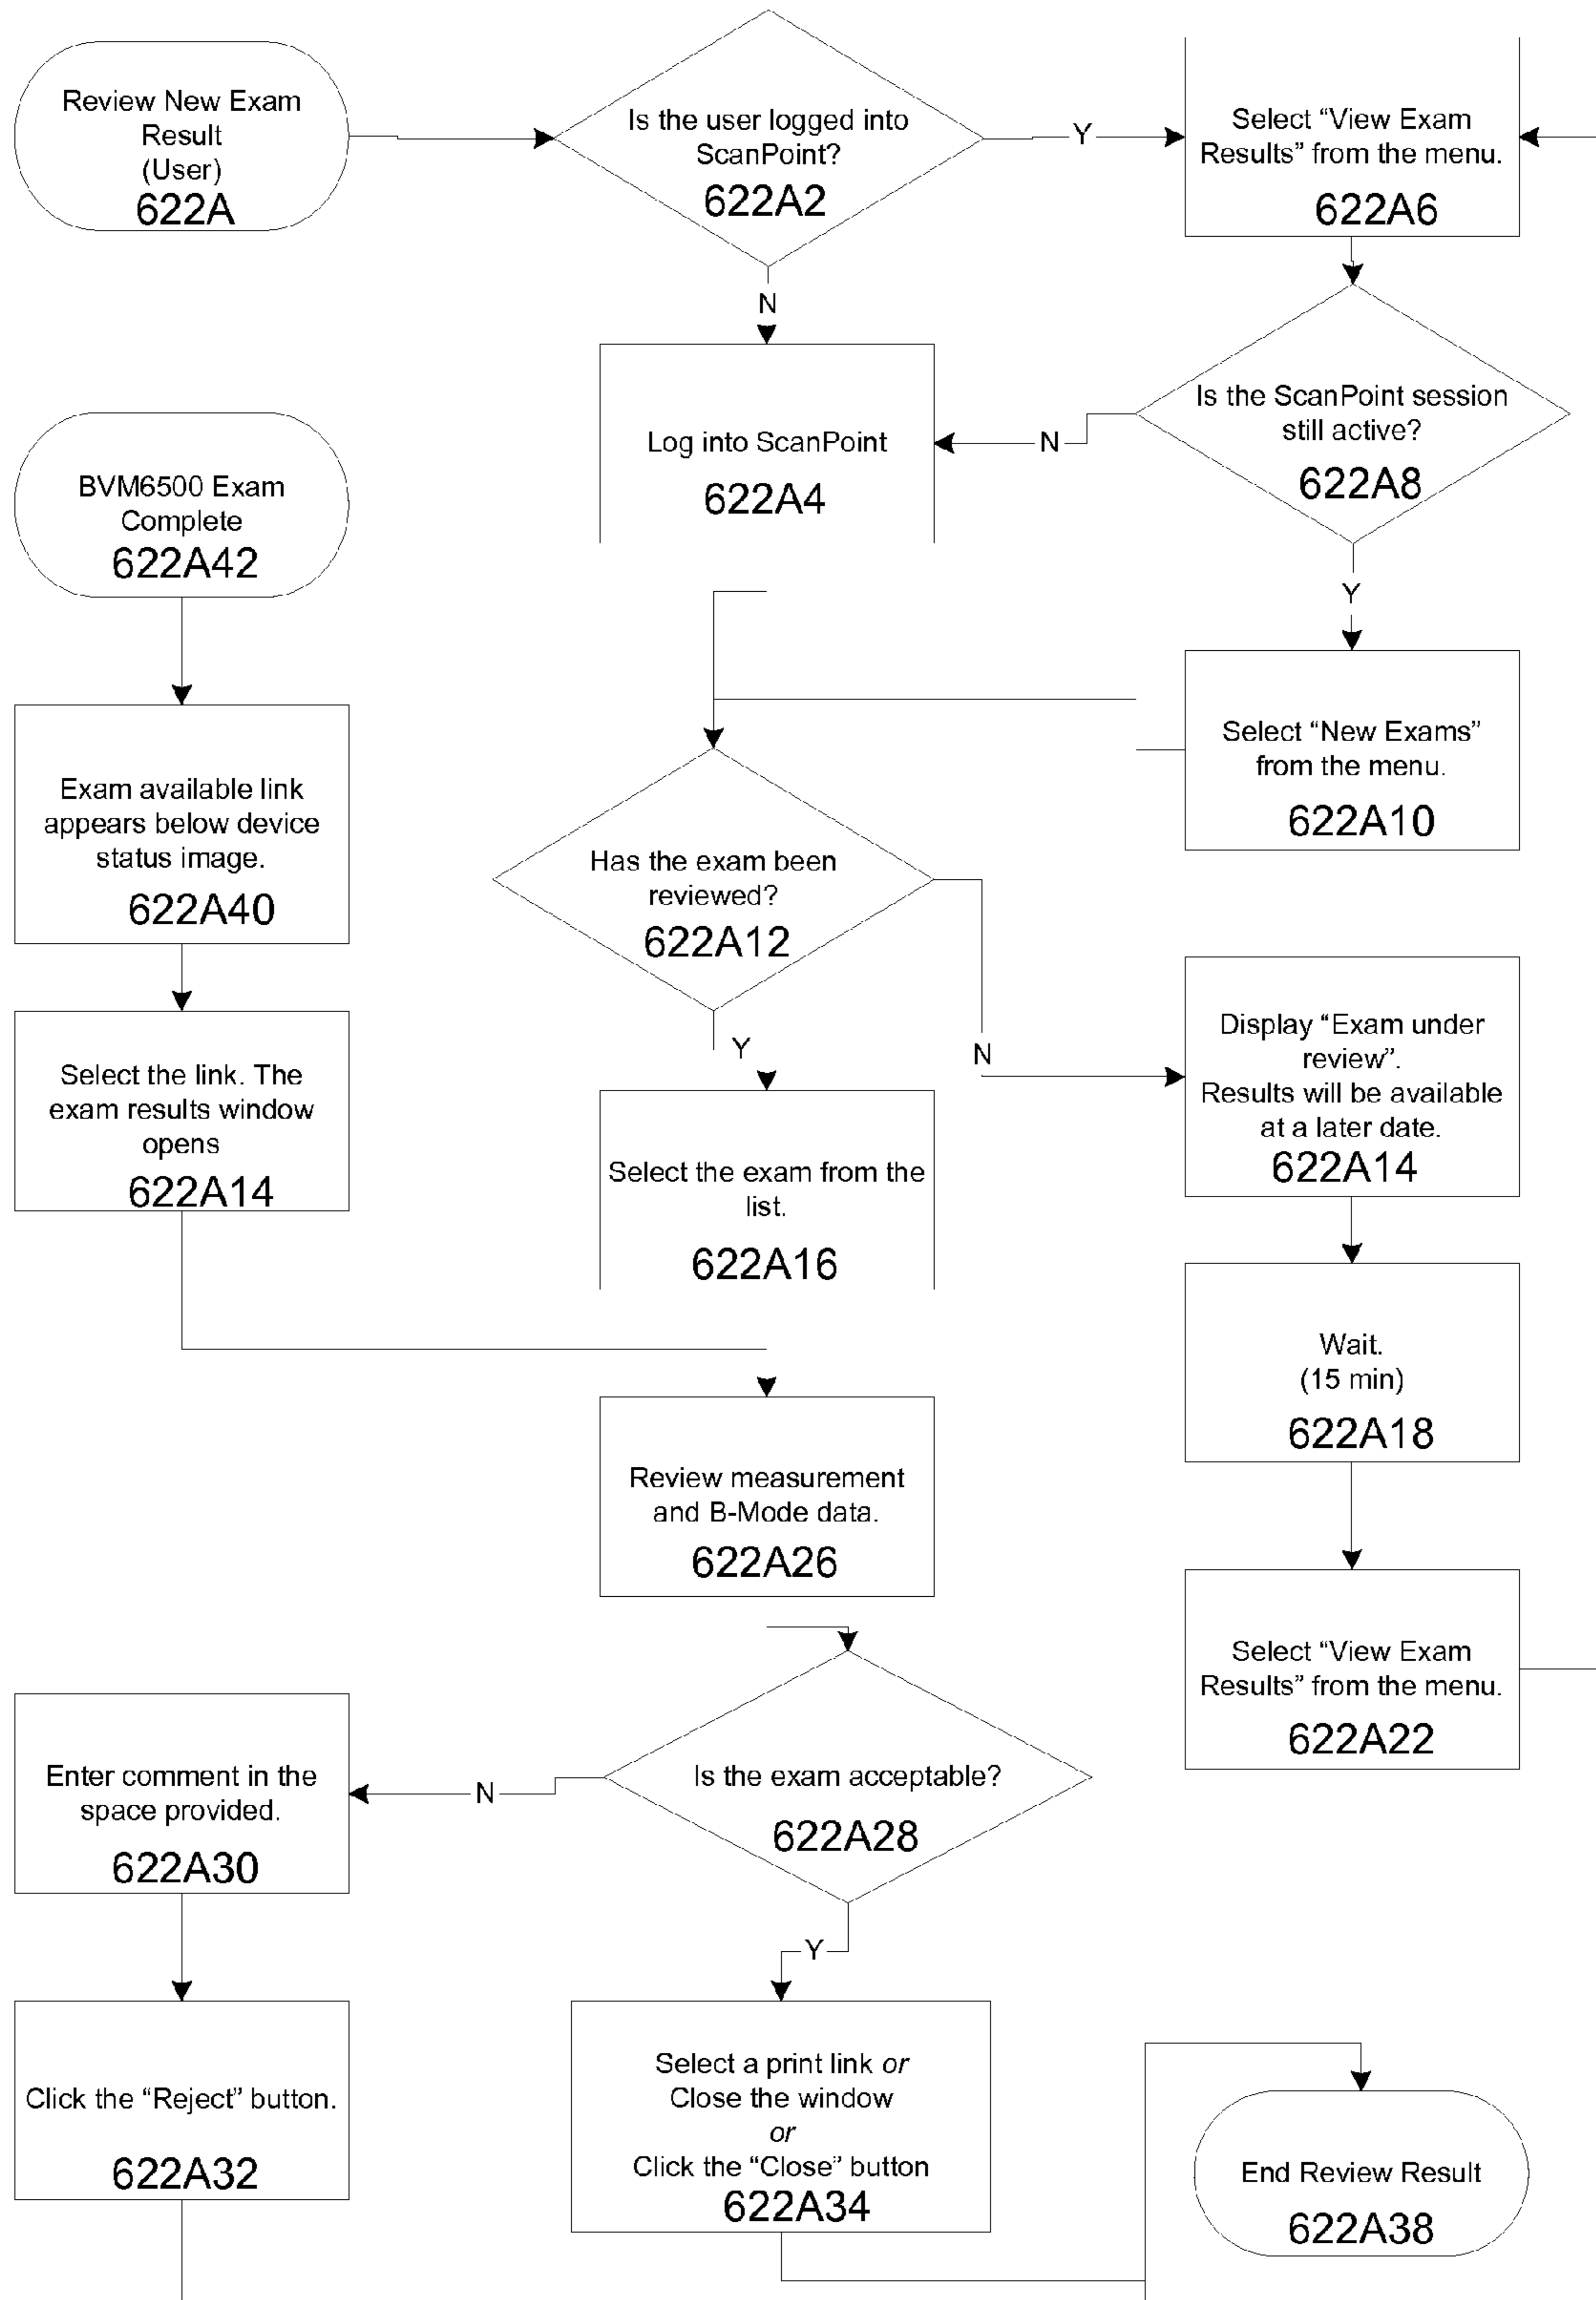 Review New Exam
Result
(User)
622A
Is the user logged into
ScanPoint?
622A2
Y
Select “View Exam
Results” from the menu.
622A6
N
Log into ScanPoint
622A4
N
Is the ScanPoint session
still active?
622A8
Y
BVM6500 Exam
Complete
622A42
Select “New Exams”
from the menu.
622A10
Exam available link
appears below device
status image.
622A40
Has the exam been
reviewed?
622A12
Y
N
Display “Exam under
review”.
Results will be available
at a later date.
622A14
Select the link. The
exam results window
opens
622A14
Select the exam from the
list.
622A16
Wait.
(15 min)
622A18
Review measurement
and B-Mode data.
622A26
Select “View Exam
Results” from the menu.
622A22
Is the exam acceptable?
622A28
N
Enter comment in the
space provided.
622A30
Y
Click the “Reject” button.
622A32
Select a print link or
Close the window
or
Click the “Close” button
622A34
End Review Result
622A38